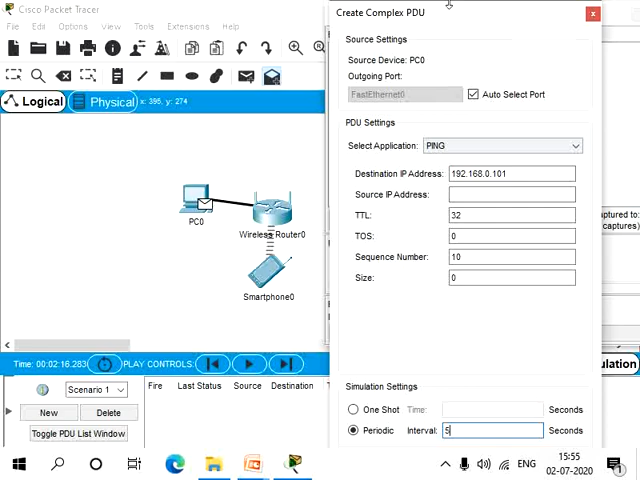 Cisco Packet Tracer
File Edit Options View Tools Extensions Help
Logical Physical x: 395, y: 274
PC0
Wireless Router0
Smartphone0
Time: 00:02:16.283 PLAY CONTROLS:
Scenario 1
New Delete
Toggle PDU List Window
Fire Last Status Source Destination
Create Complex PDU
x
Source Settings
Source Device: PC0
Outgoing Port:
FastEthernet0 Auto Select Port
PDU Settings
Select Application: PING
Destination IP Address: 192.168.0.101
Source IP Address:
TTL: 32
TOS: 0
Sequence Number: 10
Size: 0
Simulation Settings
One Shot Time: Seconds
Periodic Interval: 5 Seconds
ptured to:
captures)
ulation
ENG
15:55
02-07-2020
1